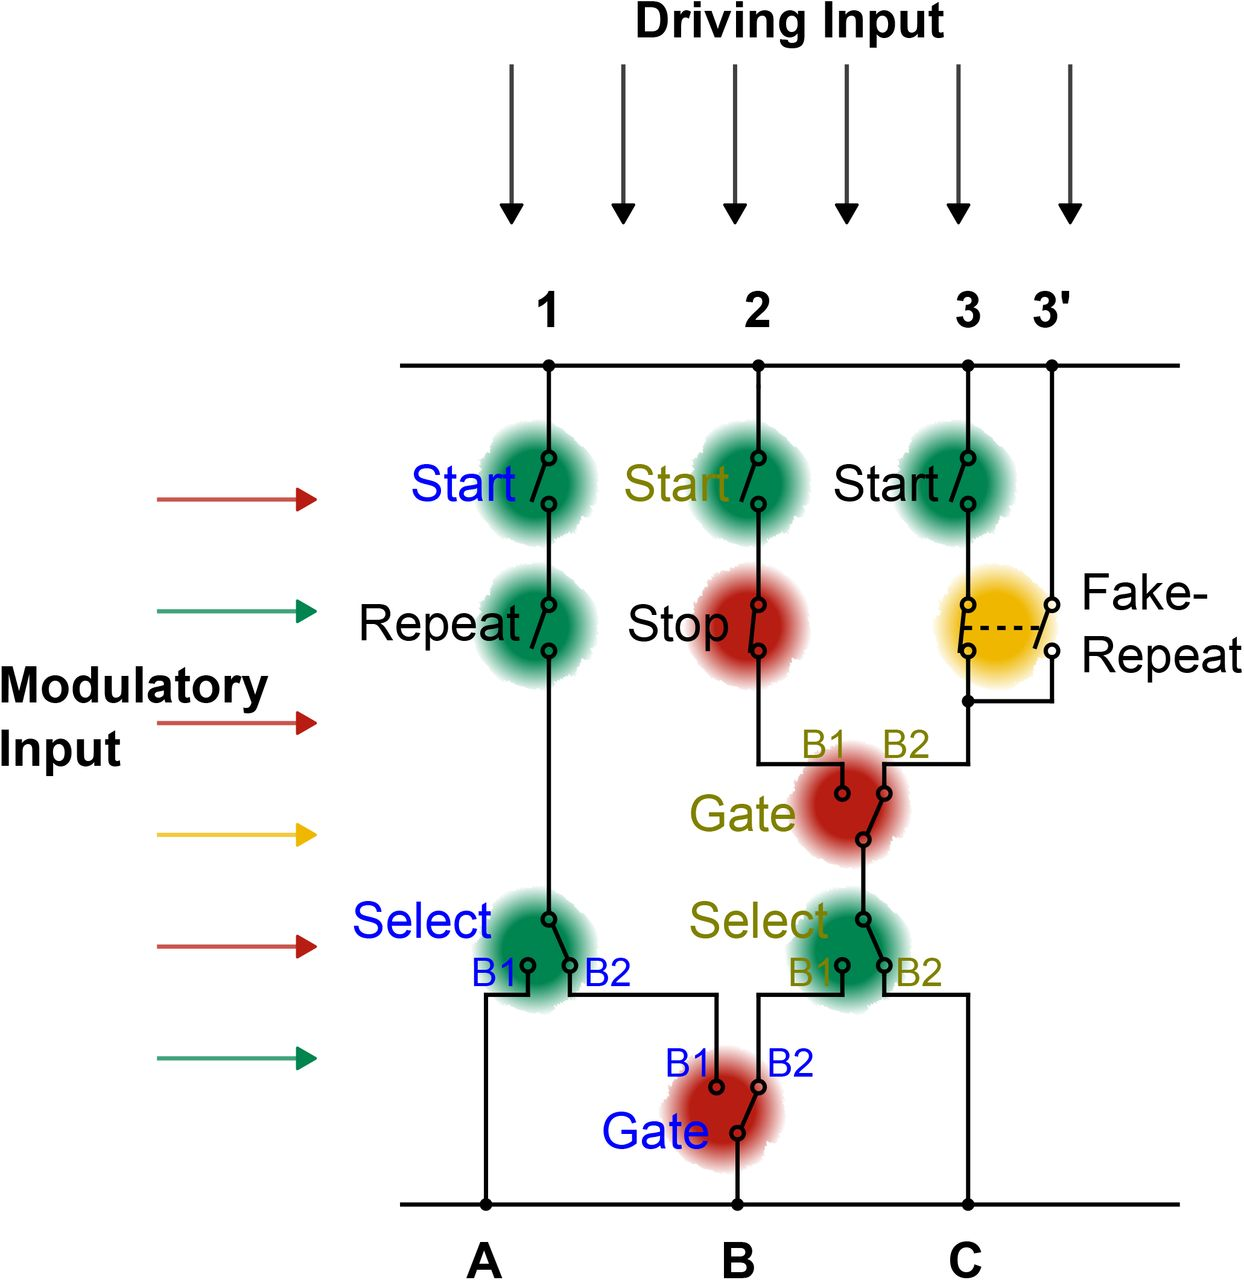 Driving Input
1 2 3 3'
Start Start Start
Repeat Stop Fake-
Repeat
Modulatory
Input
B1 B2
Gate
Select Select
B1 B2 B1 B2
B1 B2
Gate
A B C